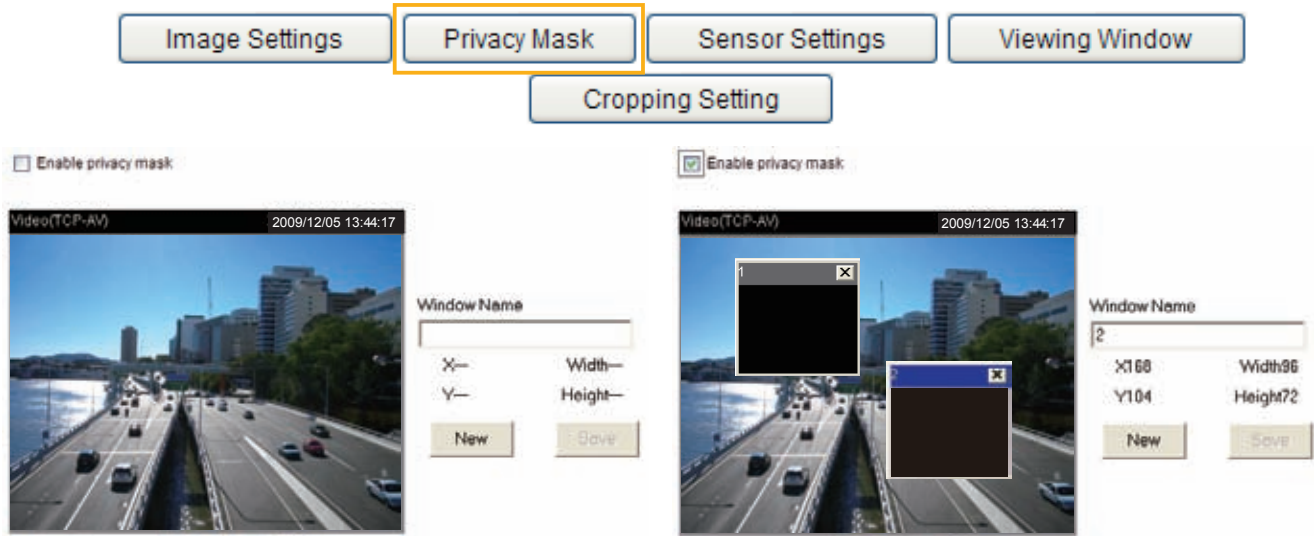 Image Settings
Privacy Mask
Sensor Settings
Viewing Window
Cropping Setting
Enable privacy mask
Video(TCP-AV) 2009/12/05 13:44:17
Window Name
X— Width—
Y— Height—
New Save
Enable privacy mask
Video(TCP-AV) 2009/12/05 13:44:17
1
2
Window Name
2
X168 Width96
Y104 Height72
New Save